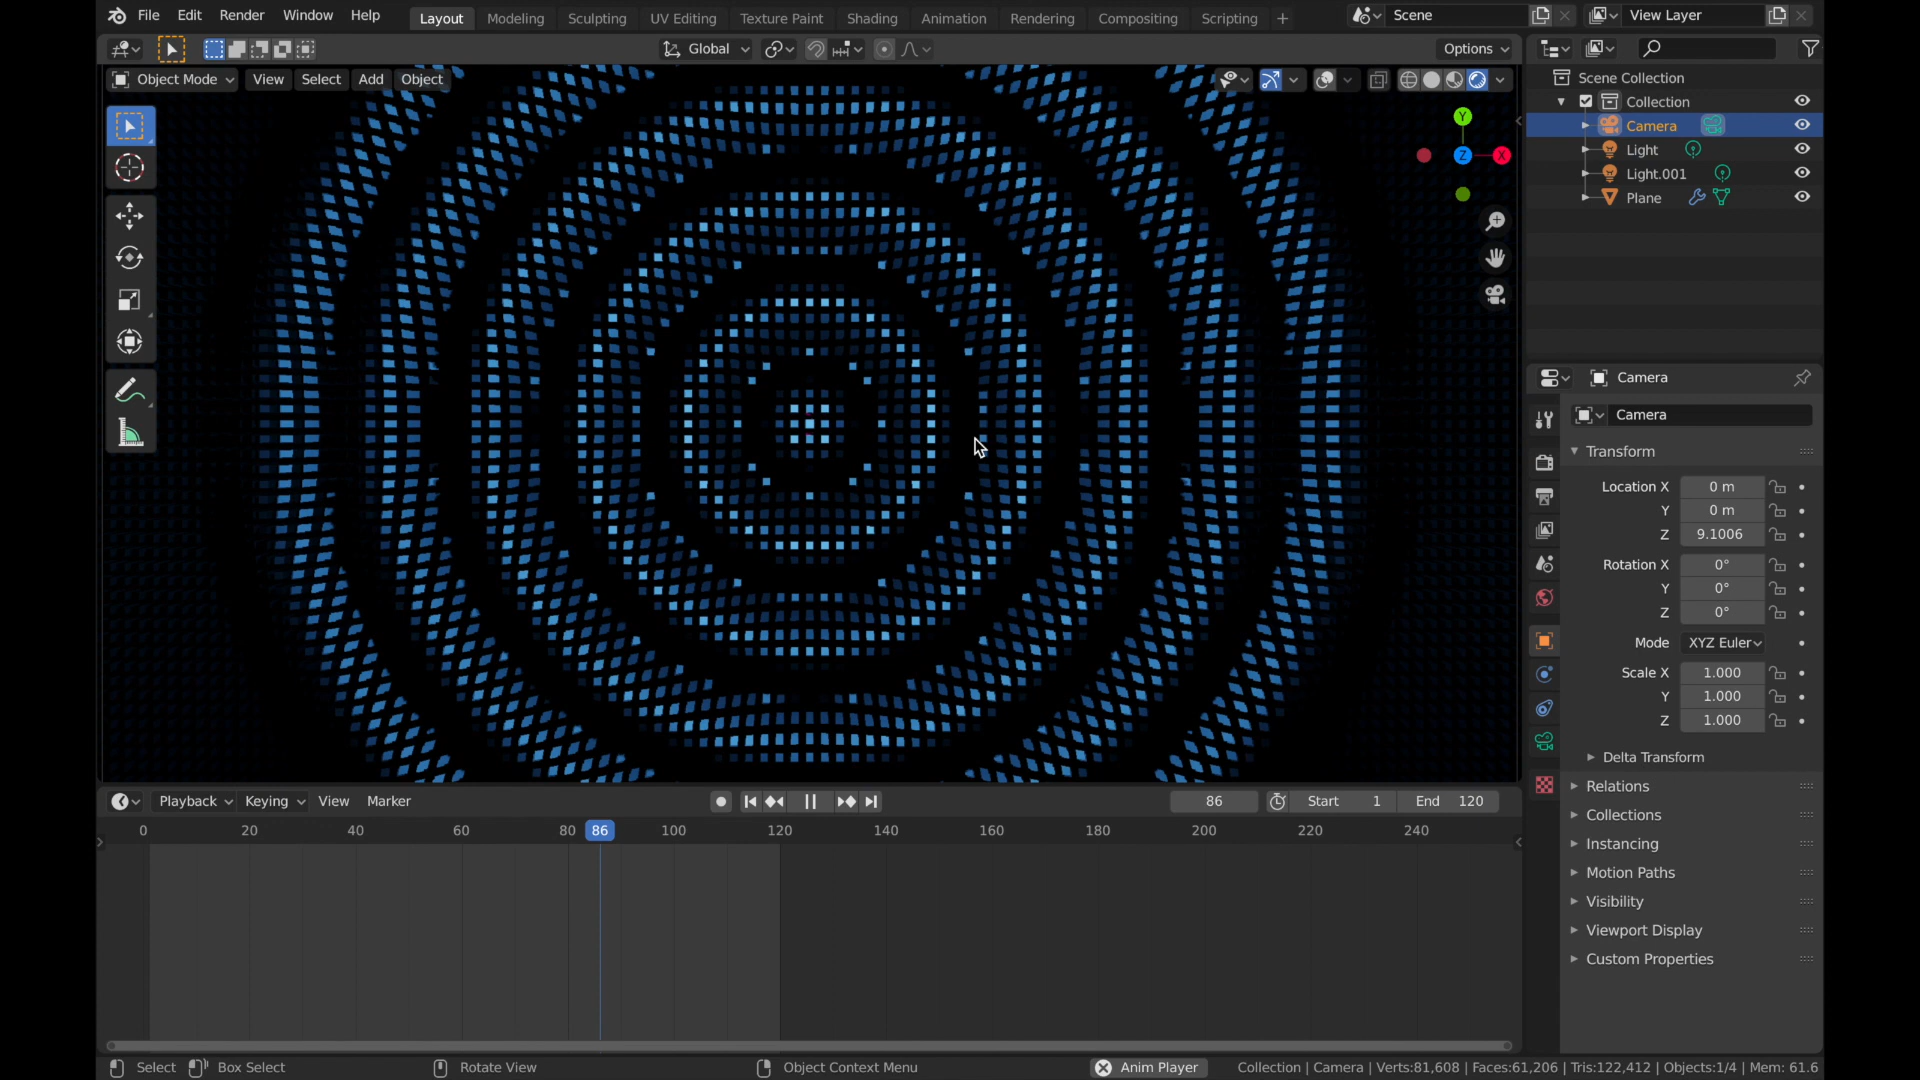 File Edit Render Window Help Layout Modeling Sculpting UV Editing Texture Paint Shading Animation Rendering Compositing Scripting + Scene View Layer
Global Options
Object Mode View Select Add Object
Y
Z X
Scene Collection
Collection
Camera
Light
Light.001
Plane
Camera
Camera
Transform
Location X 0 m
Y 0 m
Z 9.1006
Rotation X 0°
Y 0°
Z 0°
Mode XYZ Euler
Scale X 1.000
Y 1.000
Z 1.000
Delta Transform
Relations
Collections
Instancing
Motion Paths
Visibility
Viewport Display
Custom Properties
Playback Keying View Marker 86 Start 1 End 120
0 20 40 60 80 86 100 120 140 160 180 200 220 240
Select Box Select Rotate View Object Context Menu Anim Player Collection | Camera | Verts:81,608 | Faces:61,206 | Tris:122,412 | Objects:1/4 | Mem: 61.6